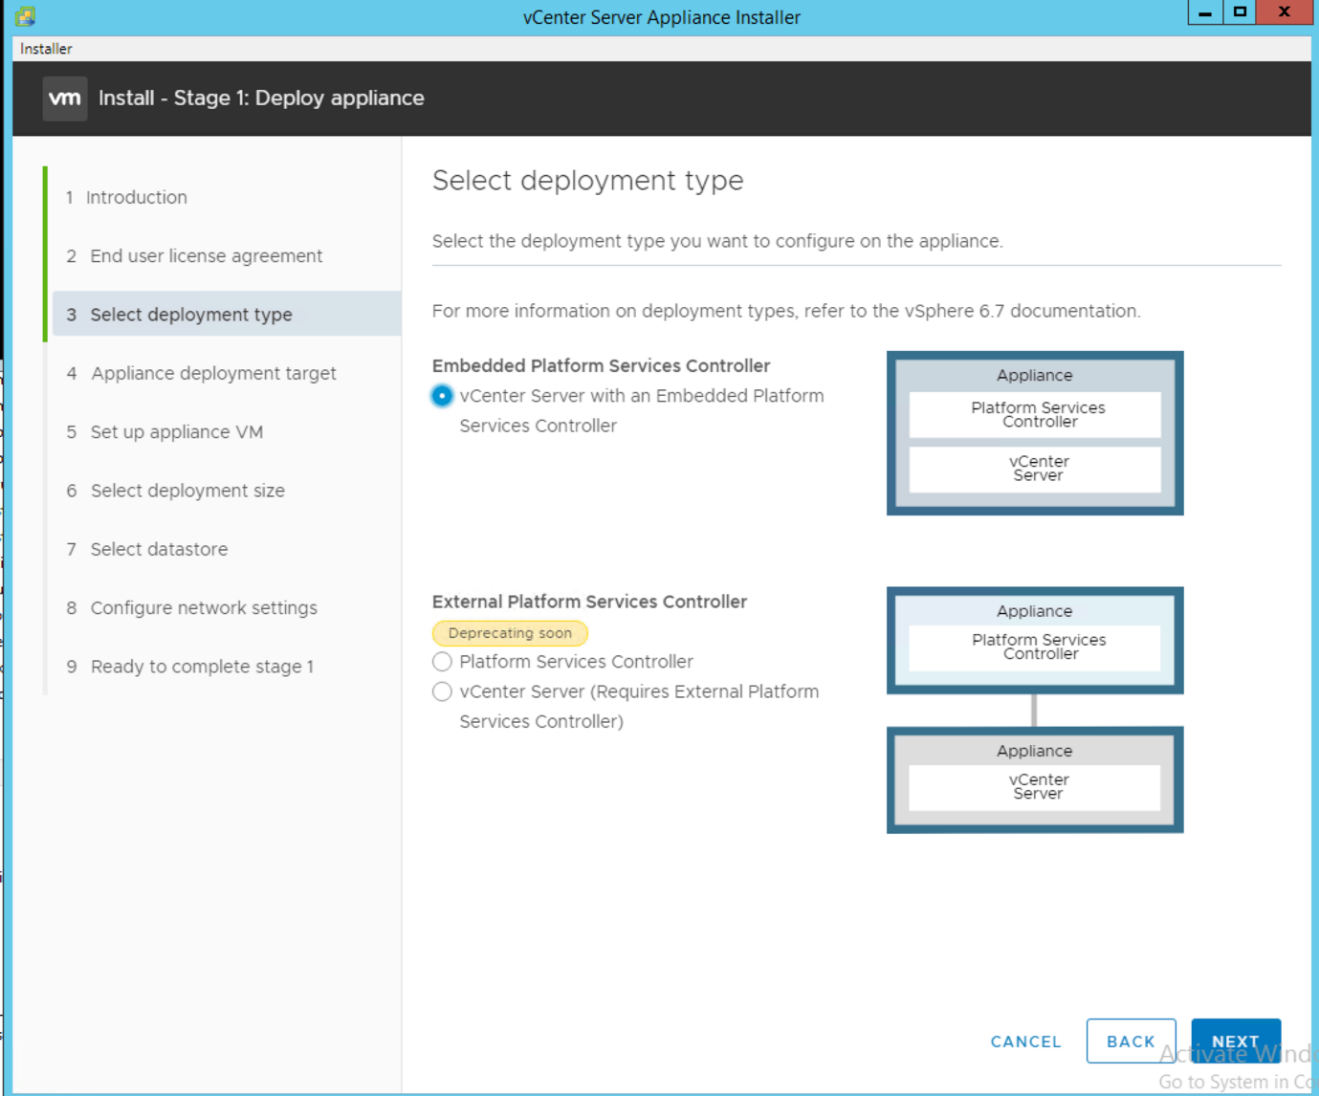 vCenter Server Appliance Installer
Installer
vm Install - Stage 1: Deploy appliance
1 Introduction
2 End user license agreement
3 Select deployment type
4 Appliance deployment target
5 Set up appliance VM
6 Select deployment size
7 Select datastore
8 Configure network settings
9 Ready to complete stage 1
Select deployment type
Select the deployment type you want to configure on the appliance.
For more information on deployment types, refer to the vSphere 6.7 documentation.
Embedded Platform Services Controller
vCenter Server with an Embedded Platform
Services Controller
Appliance
Platform Services
Controller
vCenter
Server
External Platform Services Controller
Deprecating soon
Platform Services Controller
vCenter Server (Requires External Platform
Services Controller)
Appliance
Platform Services
Controller
Appliance
vCenter
Server
CANCEL BACK NEXT
Activate Wind
Go to System in Co